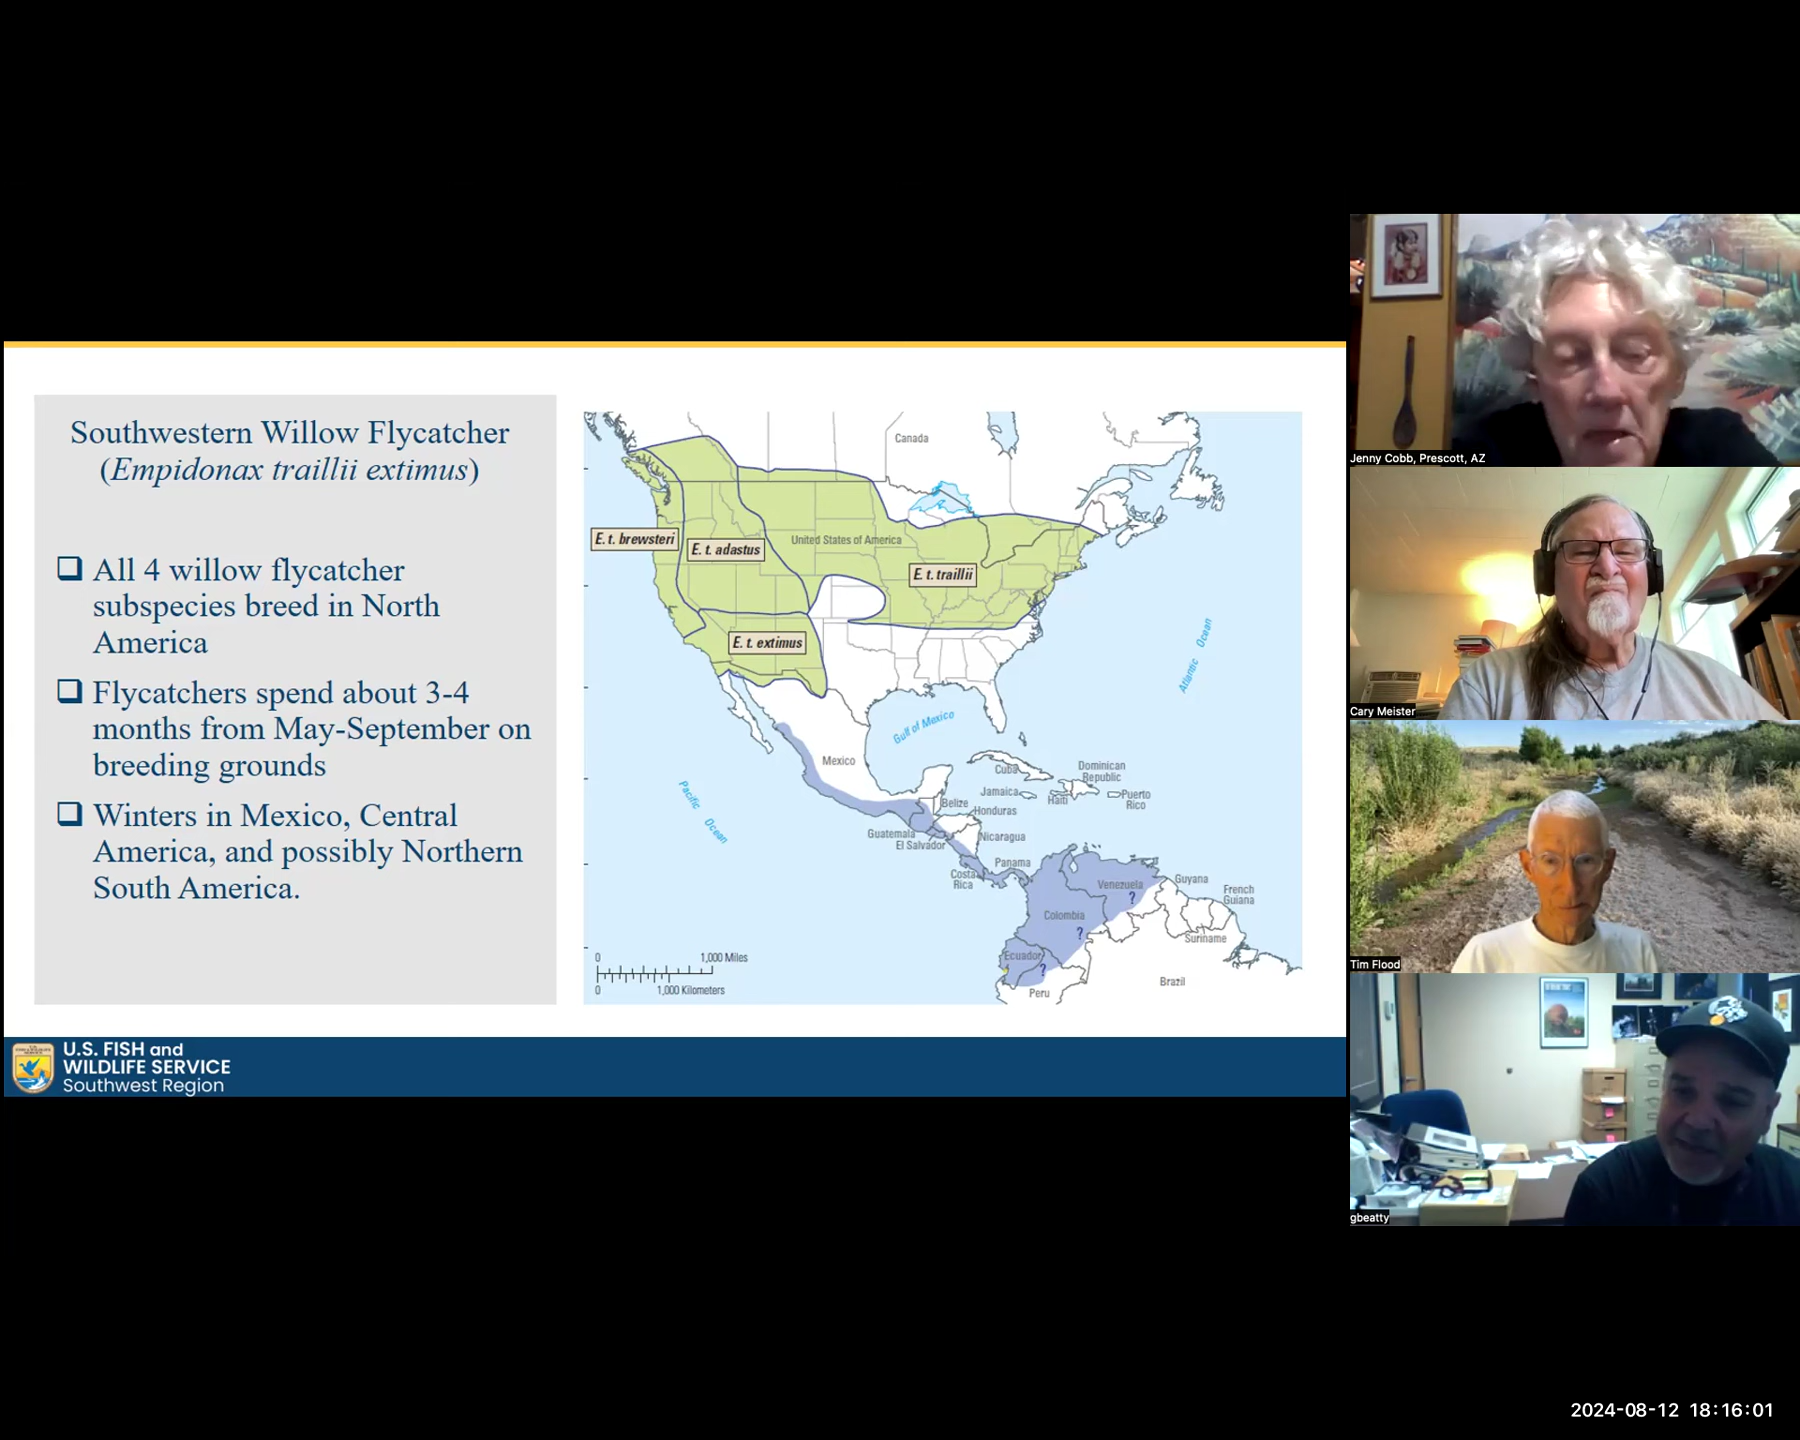 Southwestern Willow Flycatcher
(Empidonax traillii extimus)
All 4 willow flycatcher
subspecies breed in North
America
Flycatchers spend about 3-4
months from May-September on
breeding grounds
Winters in Mexico, Central
America, and possibly Northern
South America.
Canada
E. t. brewsteri
E. t. adastus
United States of America
E. t. traillii
E. t. extimus
Gulf of Mexico
Atlantic Ocean
Pacific Ocean
Mexico
Cuba
Dominican
Republic
Jamaica
Haiti
Puerto
Rico
Belize
Honduras
Guatemala
El Salvador
Nicaragua
Costa
Rica
Panama
Venezuela
?
Guyana
French
Guiana
Suriname
Colombia
?
Ecuador
?
Peru
Brazil
0 1,000 Miles
0 1,000 Kilometers
U.S. FISH and
WILDLIFE SERVICE
Southwest Region
Jenny Cobb, Prescott, AZ
Cary Meister
Tim Flood
gbeatty
2024-08-12 18:16:01